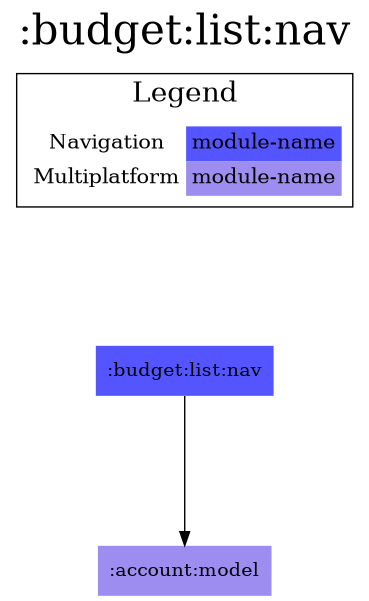 :budget:list:nav
Legend
Navigation module-name
Multiplatform module-name
:budget:list:nav
:account:model